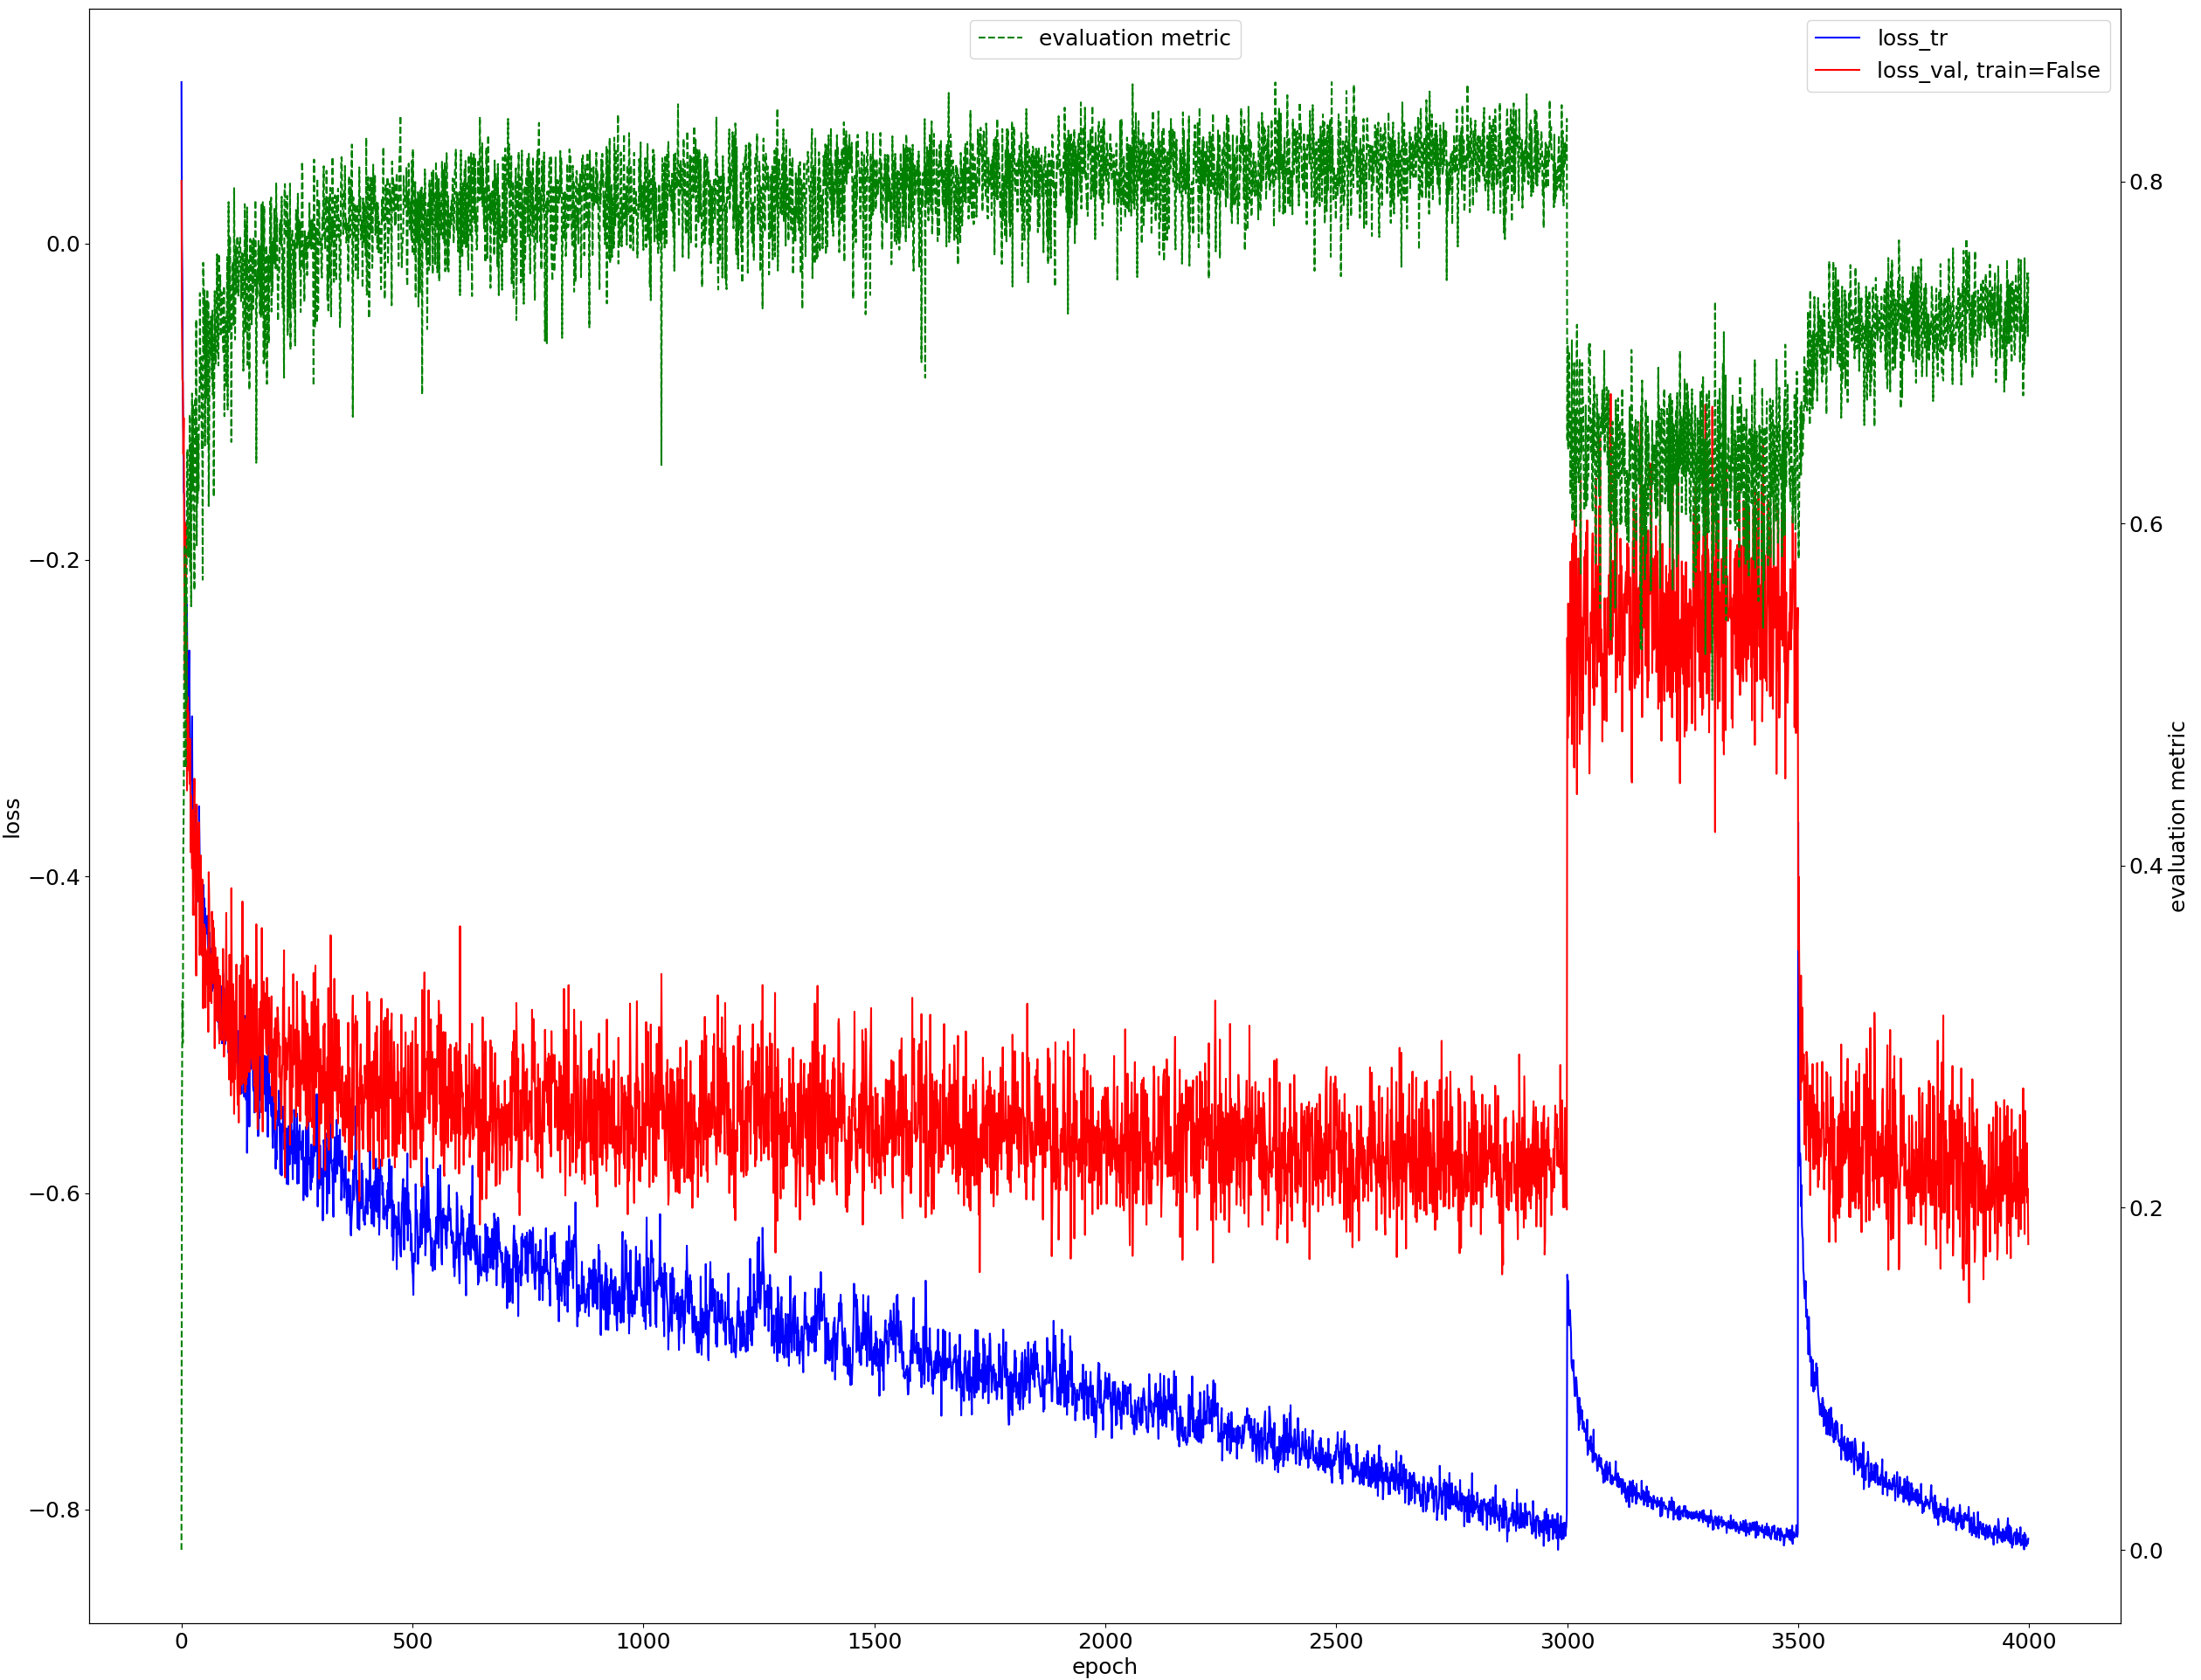 evaluation metric
loss_tr
loss_val, train=False
0.0
−0.2
−0.4
−0.6
−0.8
loss
0.8
0.6
0.4
0.2
0.0
evaluation metric
0 500 1000 1500 2000 2500 3000 3500 4000
epoch